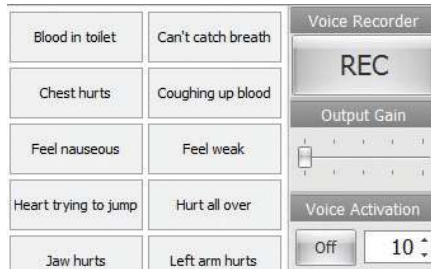 Blood in toilet
Can't catch breath
Chest hurts
Coughing up blood
Feel nauseous
Feel weak
Heart trying to jump
Hurt all over
Jaw hurts
Left arm hurts
Voice Recorder
REC
Output Gain
Voice Activation
Off
10